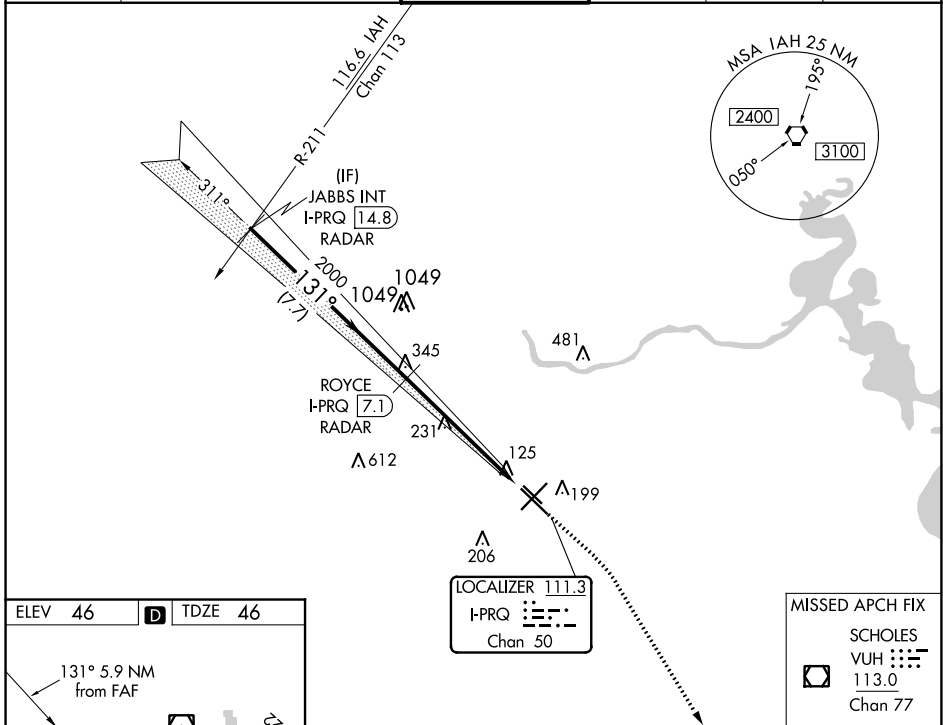 116.6 IAH
Chan 113
R-211
MSA IAH 25 NM
195°
2400
3100
050°
311°
(IF)
JABBS INT
I-PRQ 14.8
RADAR
2000
131°
(7.7)
1049
1049
345
481
ROYCE
I-PRQ 7.1
RADAR
231
612
125
199
206
LOCALIZER 111.3
I-PRQ
Chan 50
ELEV 46 D TDZE 46
131° 5.9 NM
from FAF
22
MISSED APCH FIX
SCHOLES
VUH
113.0
Chan 77